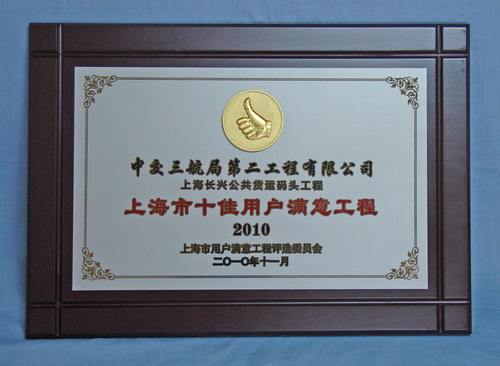 中交三航局第二工程有限公司
上海长兴公共货运码头工程
上海市十佳用户满意工程
2010
上海市用户满意工程评选委员会
二〇一〇年十一月